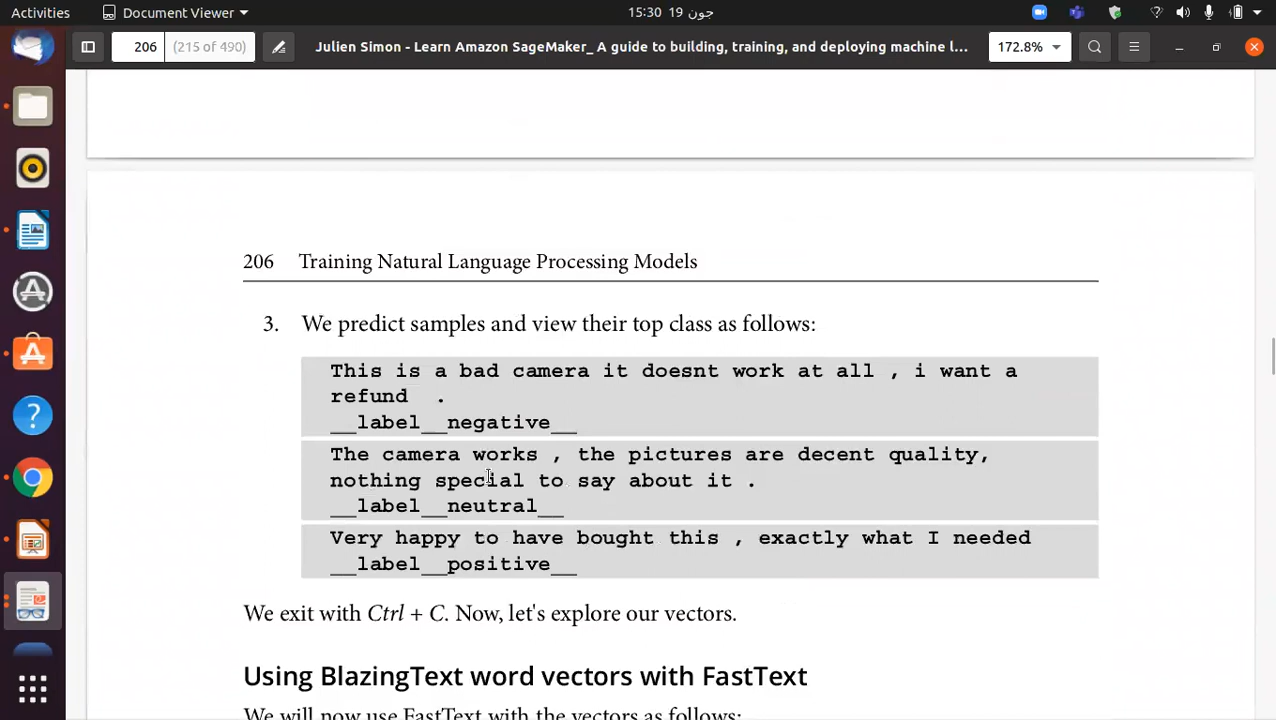 Activities
Document Viewer
15:30 19 جون
206
(215 of 490)
Julien Simon - Learn Amazon SageMaker_ A guide to building, training, and deploying machine l...
172.8%
206 Training Natural Language Processing Models
3. We predict samples and view their top class as follows:
This is a bad camera it doesnt work at all , i want a
refund .
__label__negative__
The camera works , the pictures are decent quality,
nothing special to say about it .
__label__neutral__
Very happy to have bought this , exactly what I needed
__label__positive__
We exit with Ctrl + C. Now, let's explore our vectors.
Using BlazingText word vectors with FastText
We will now use FastText with the vectors as follows: